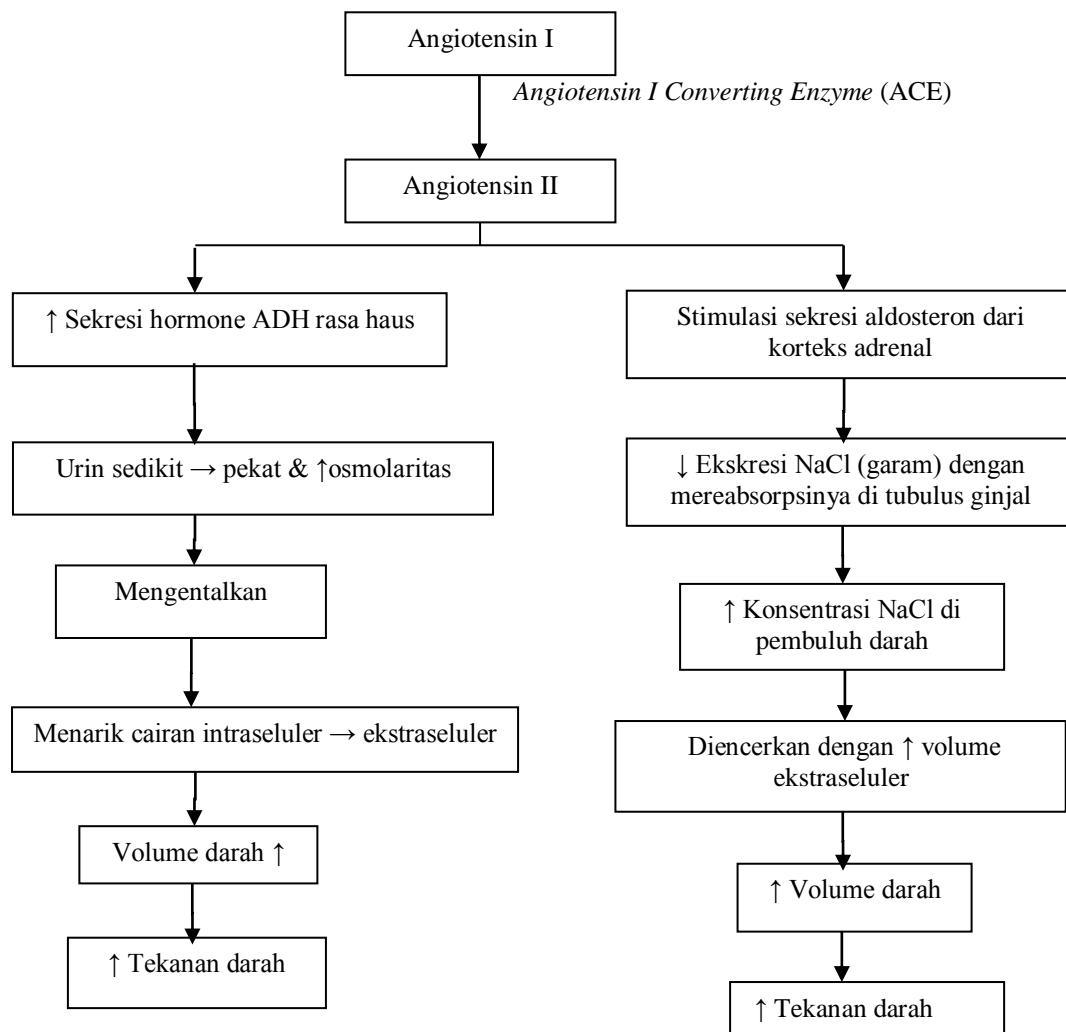 Angiotensin I
Angiotensin I Converting Enzyme (ACE)
Angiotensin II
↑ Sekresi hormone ADH rasa haus
Urin sedikit → pekat & ↑osmolaritas
Mengentalkan
Menarik cairan intraseluler → ekstraseluler
Volume darah ↑
↑ Tekanan darah
Stimulasi sekresi aldosteron dari
korteks adrenal
↓ Ekskresi NaCl (garam) dengan
mereabsorpsinya di tubulus ginjal
↑ Konsentrasi NaCl di
pembuluh darah
Diencerkan dengan ↑ volume
ekstraseluler
↑ Volume darah
↑ Tekanan darah